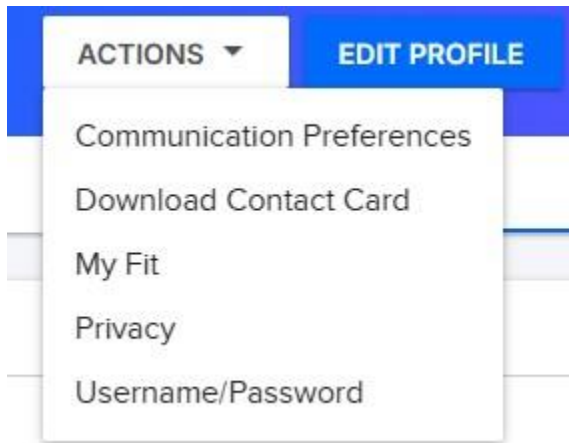 ACTIONS
EDIT PROFILE
Communication Preferences
Download Contact Card
My Fit
Privacy
Username/Password